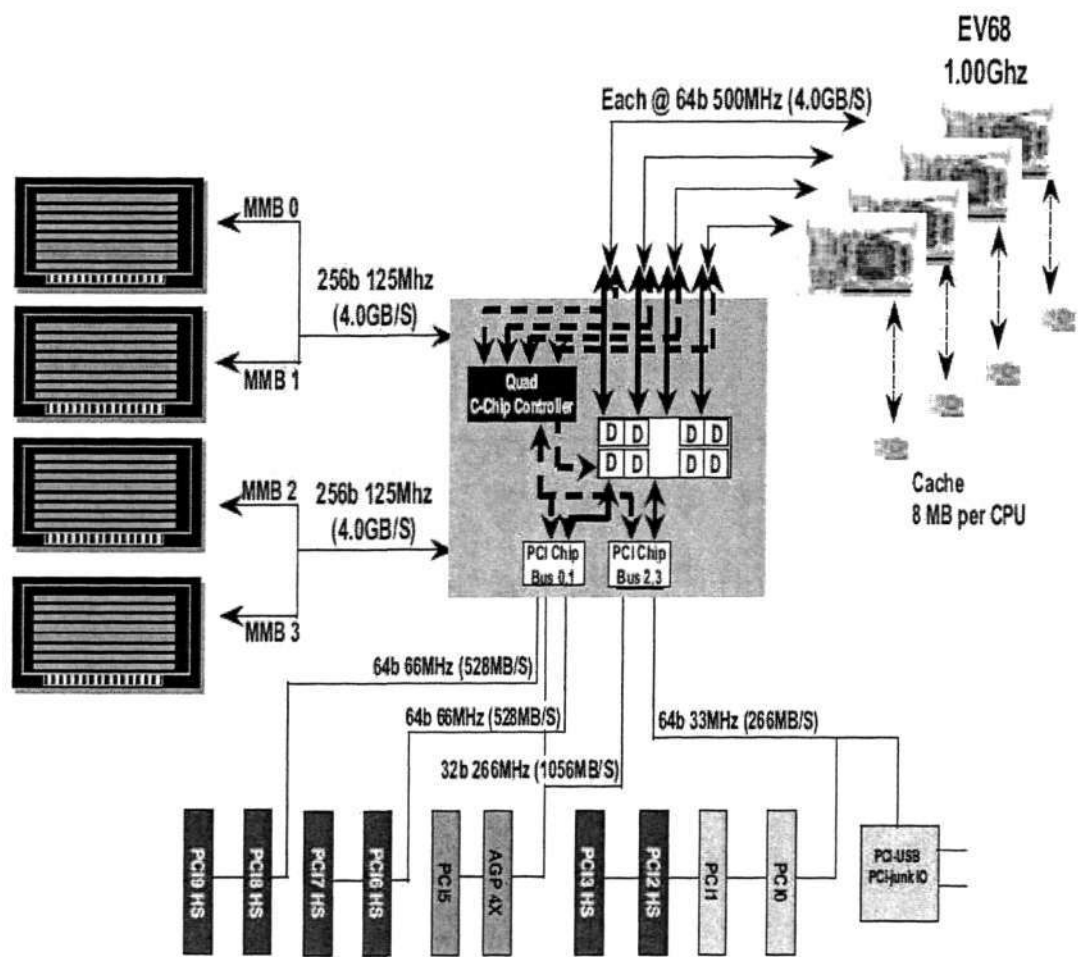 EV68
1.00Ghz
Each @ 64b 500MHz (4.0GB/S)
MMB 0
256b 125Mhz
(4.0GB/S)
MMB 1
Quad
C-Chip Controller
D D D D
D D D D
MMB 2
256b 125Mhz
(4.0GB/S)
MMB 3
Cache
8 MB per CPU
PCI Chip
Bus 0,1
PCI Chip
Bus 2,3
64b 66MHz (528MB/S)
64b 66MHz (528MB/S)
64b 33MHz (266MB/S)
32b 266MHz (1056MB/S)
PCI9 HS
PCI8 HS
PCI7 HS
PCI6 HS
PCI5
AGP 4X
PCI3 HS
PCI2 HS
PCI1
PCI0
PCI-USB
PCI-junk IO